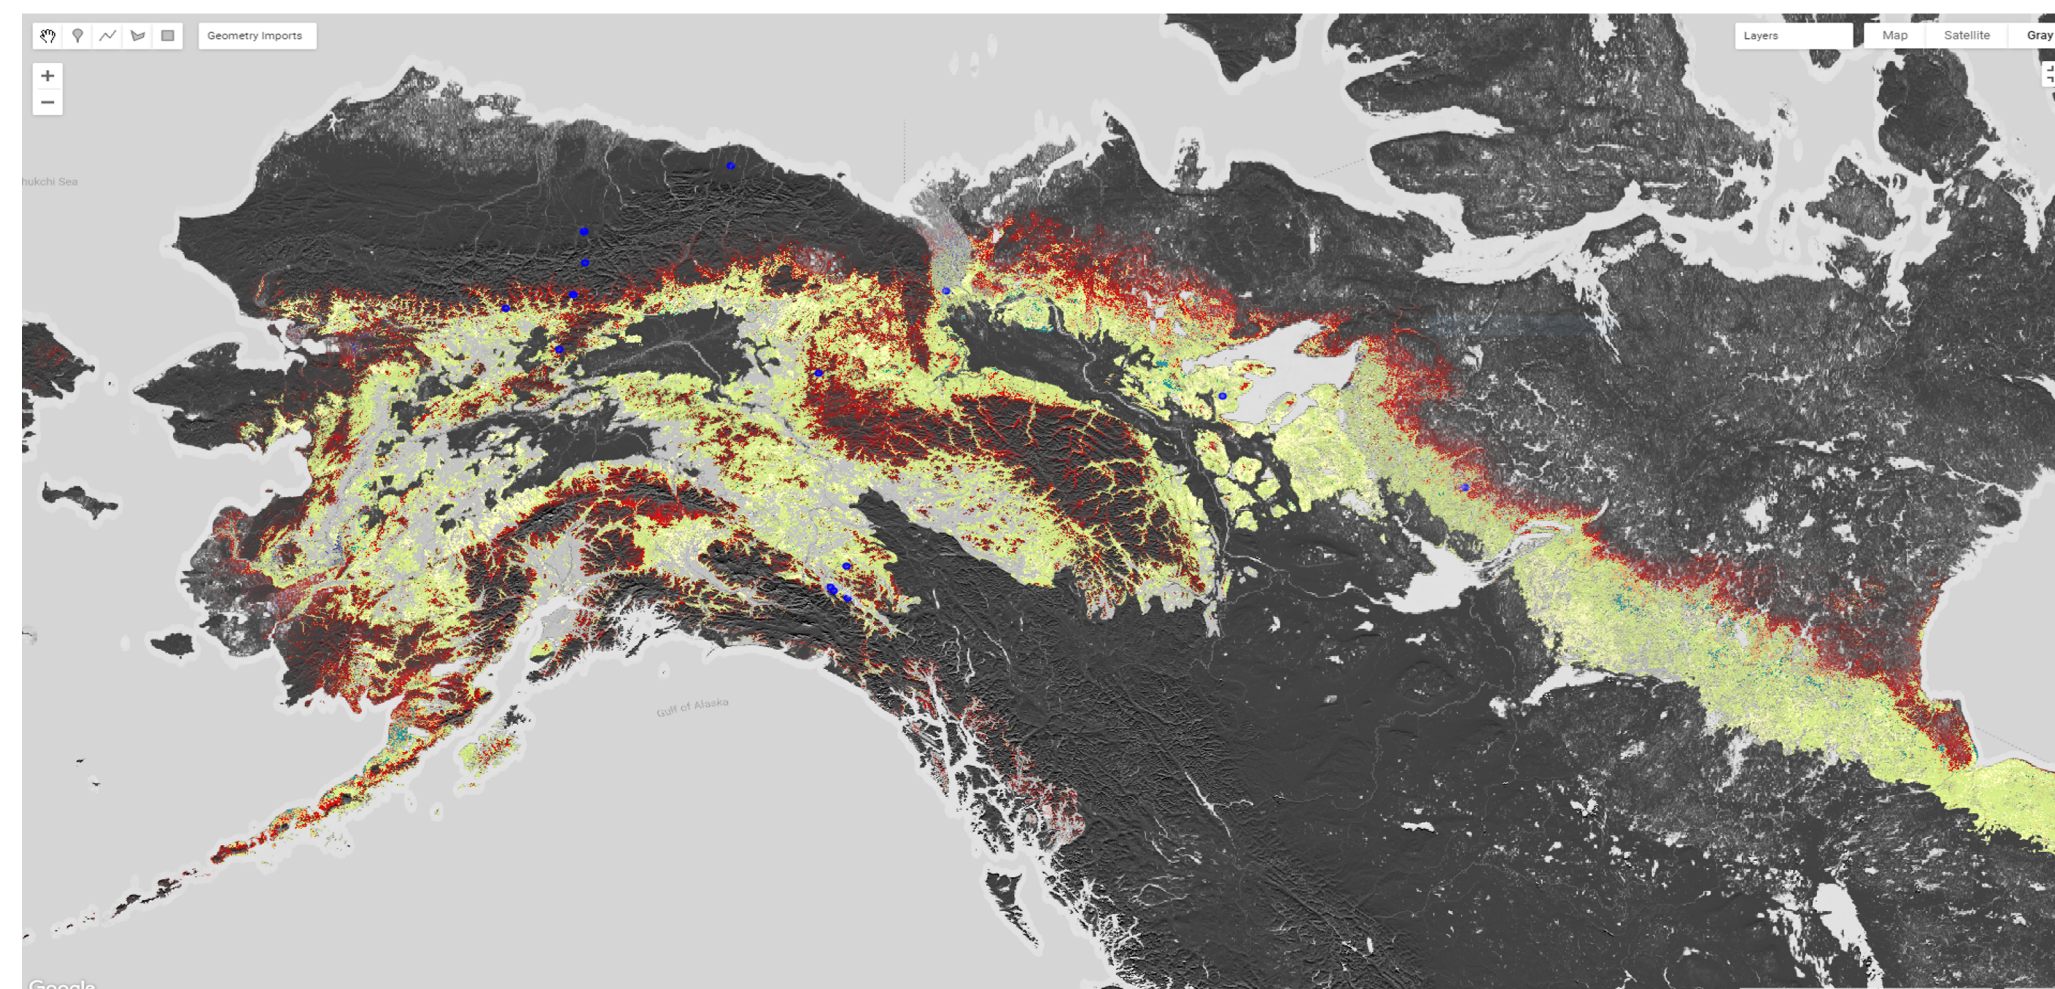 Geometry Imports
Layers
Map
Satellite
Gray
+
−
hukchi Sea
Gulf of Alaska
Google